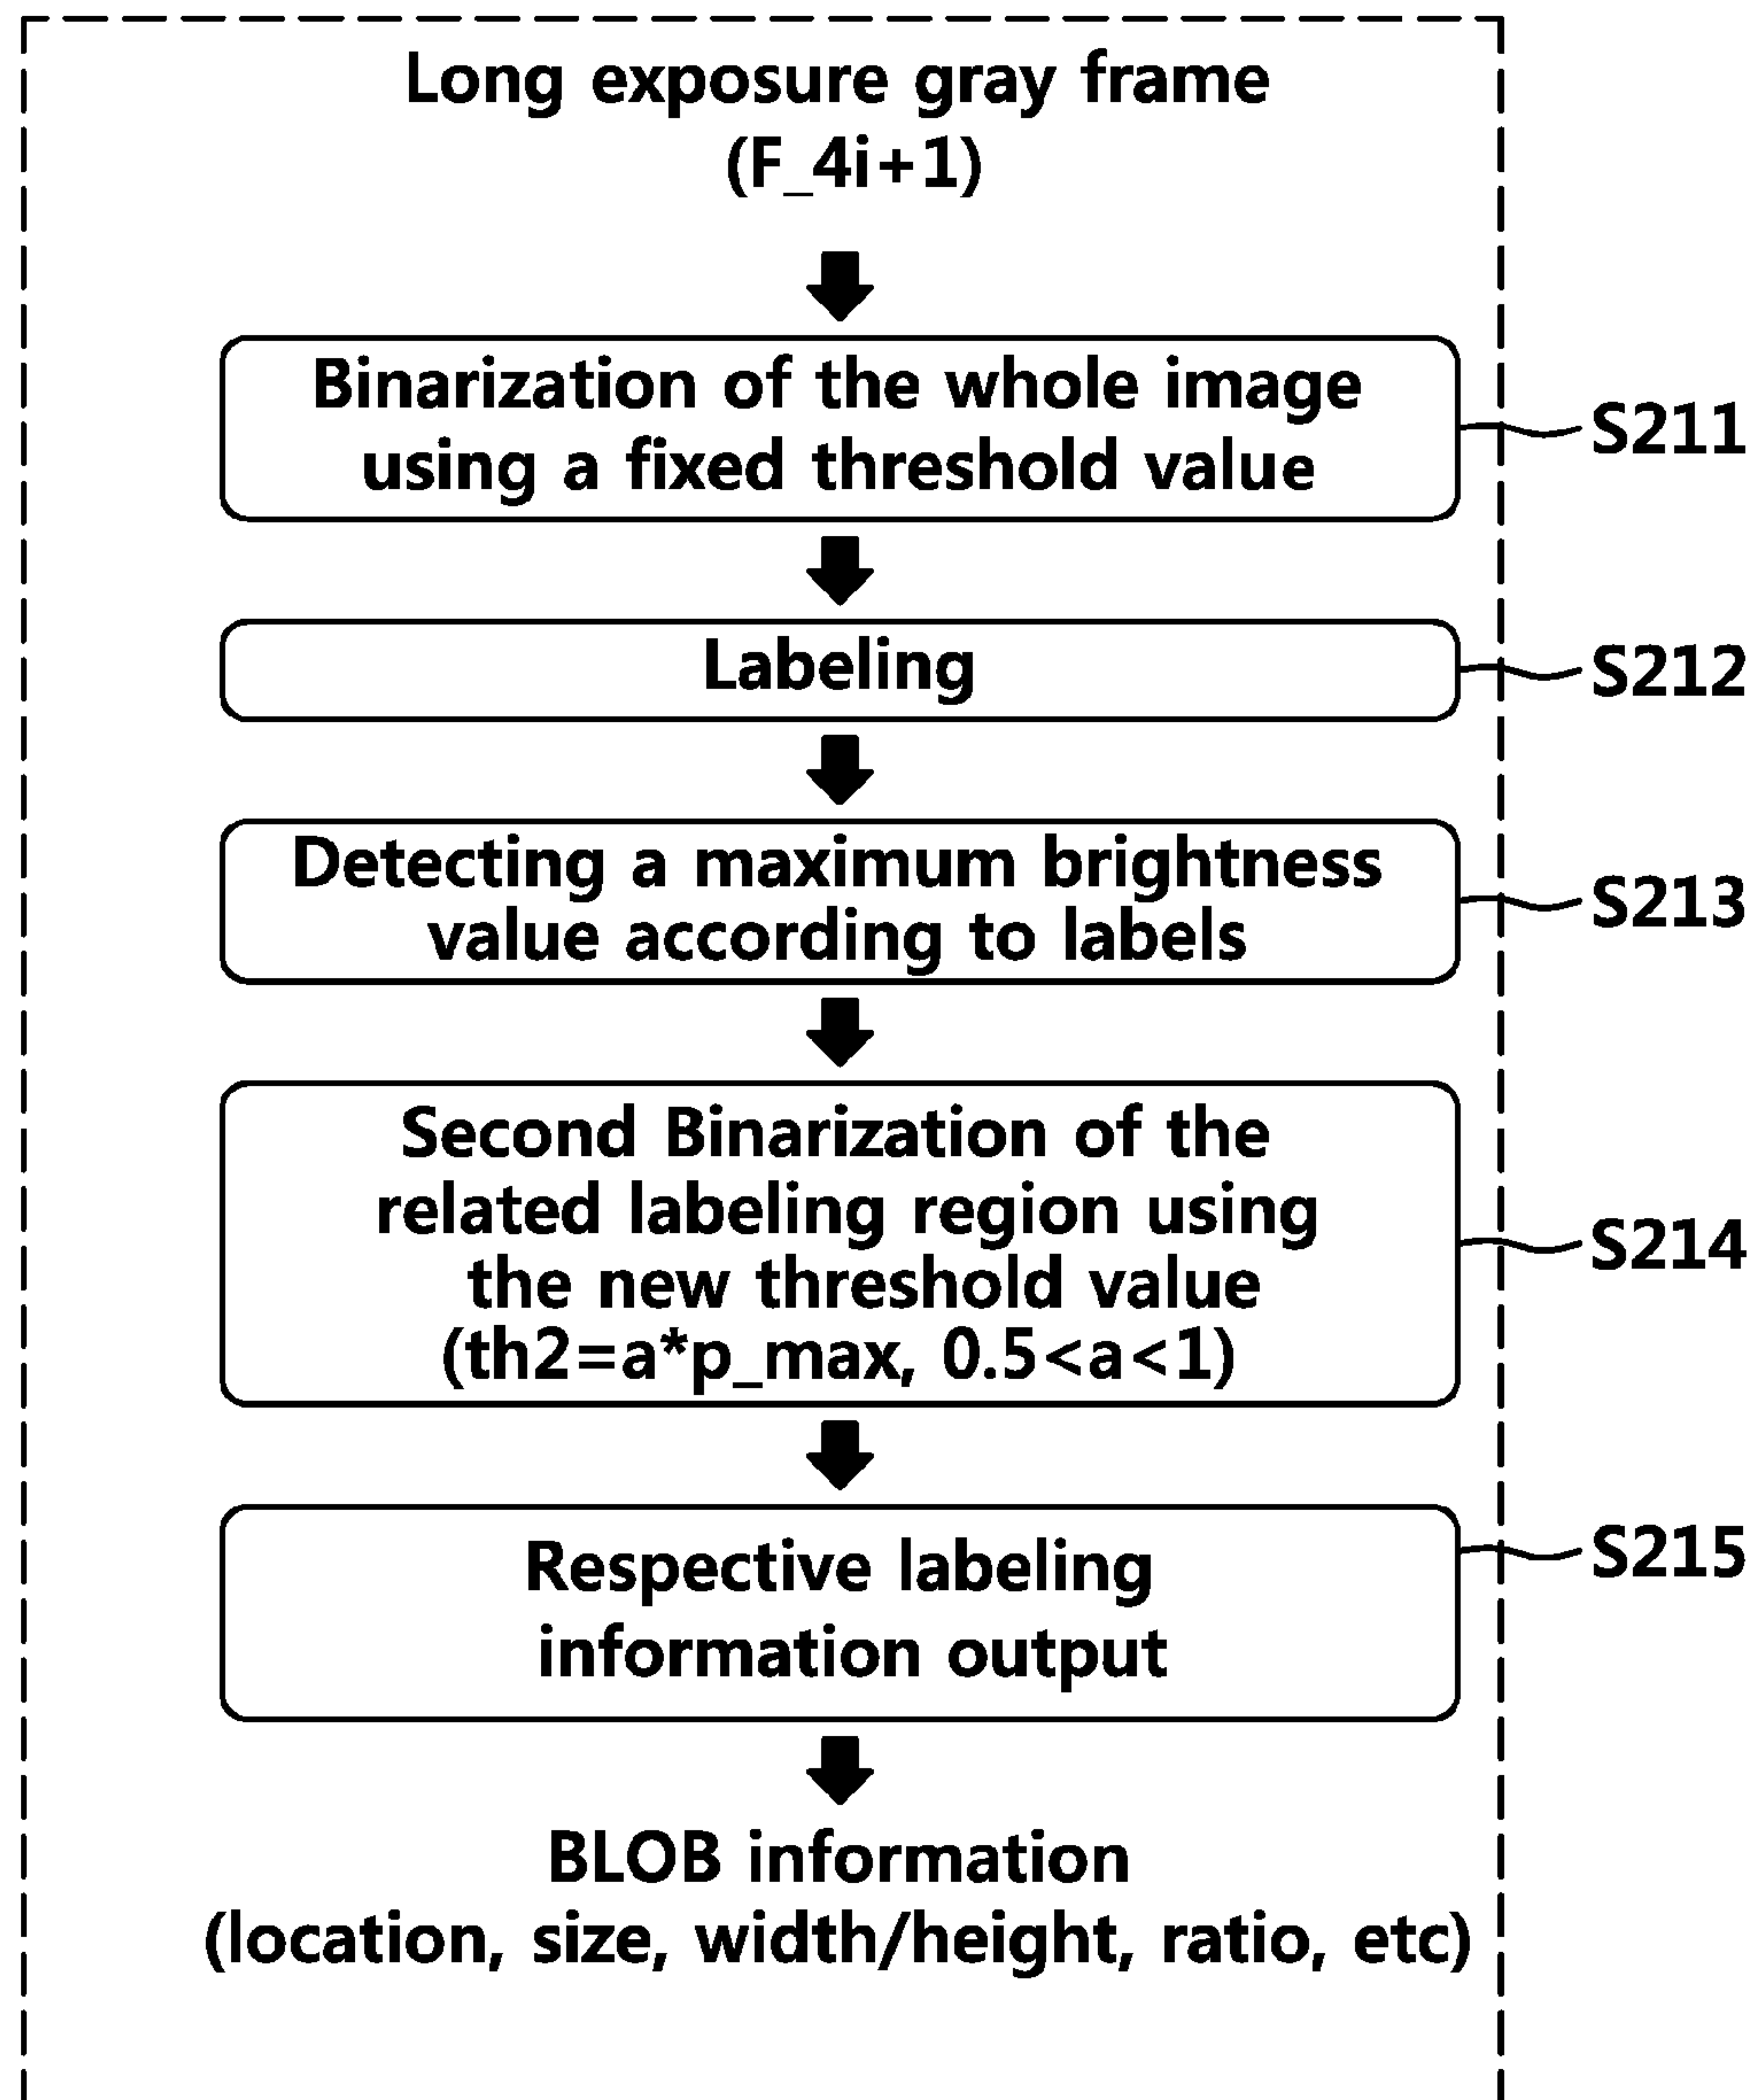 Long exposure gray frame
(F_4i+1)
Binarization of the whole image
using a fixed threshold value
S211
Labeling
S212
Detecting a maximum brightness
value according to labels
S213
Second Binarization of the
related labeling region using
the new threshold value
(th2=a*p_max, 0.5<a<1)
S214
Respective labeling
information output
S215
BLOB information
(location, size, width/height, ratio, etc)